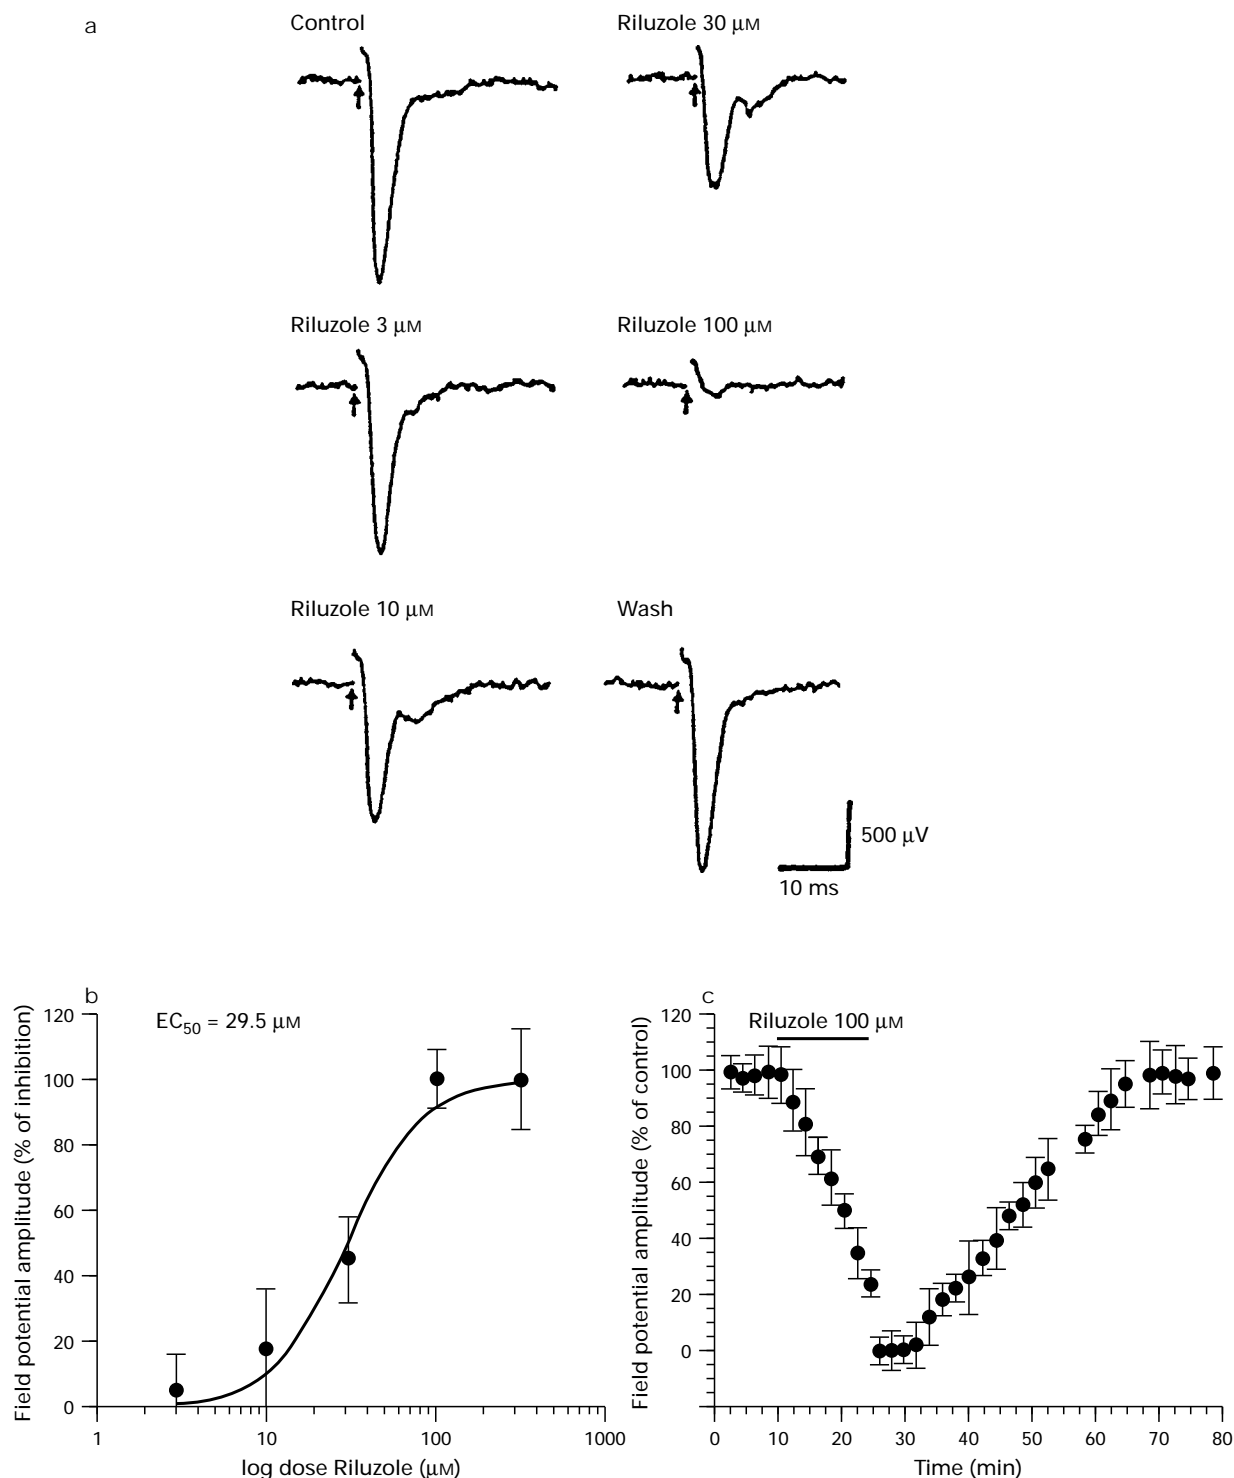 a
Control
Riluzole 30 μM
Riluzole 3 μM
Riluzole 100 μM
Riluzole 10 μM
Wash
500 μV
10 ms
b
EC50 = 29.5 μM
Field potential amplitude (% of inhibition)
120
100
80
60
40
20
0
1
10
100
1000
log dose Riluzole (μM)
c
Riluzole 100 μM
Field potential amplitude (% of control)
120
100
80
60
40
20
0
0
10
20
30
40
50
60
70
80
Time (min)